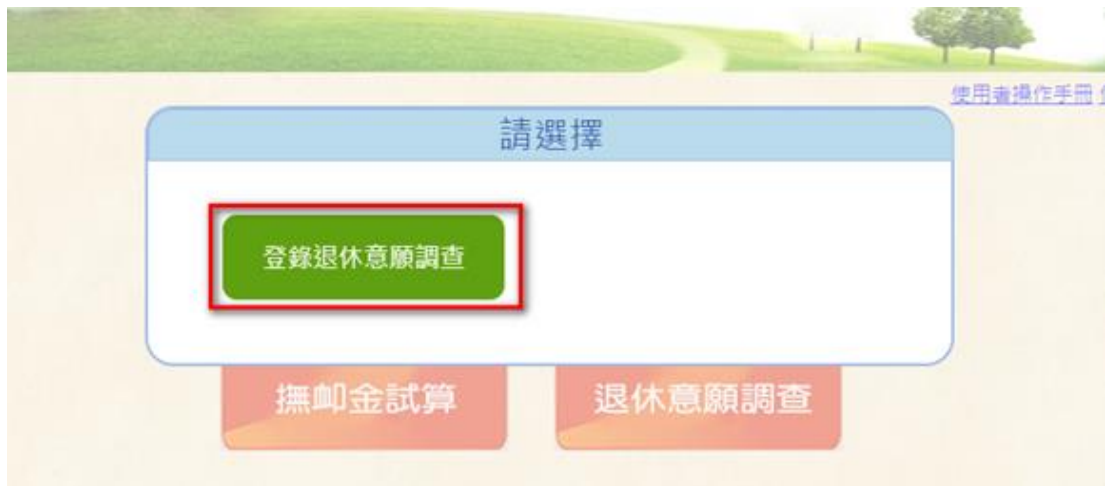 使用者操作手冊
請選擇
登錄退休意願調查
撫卹金試算
退休意願調查